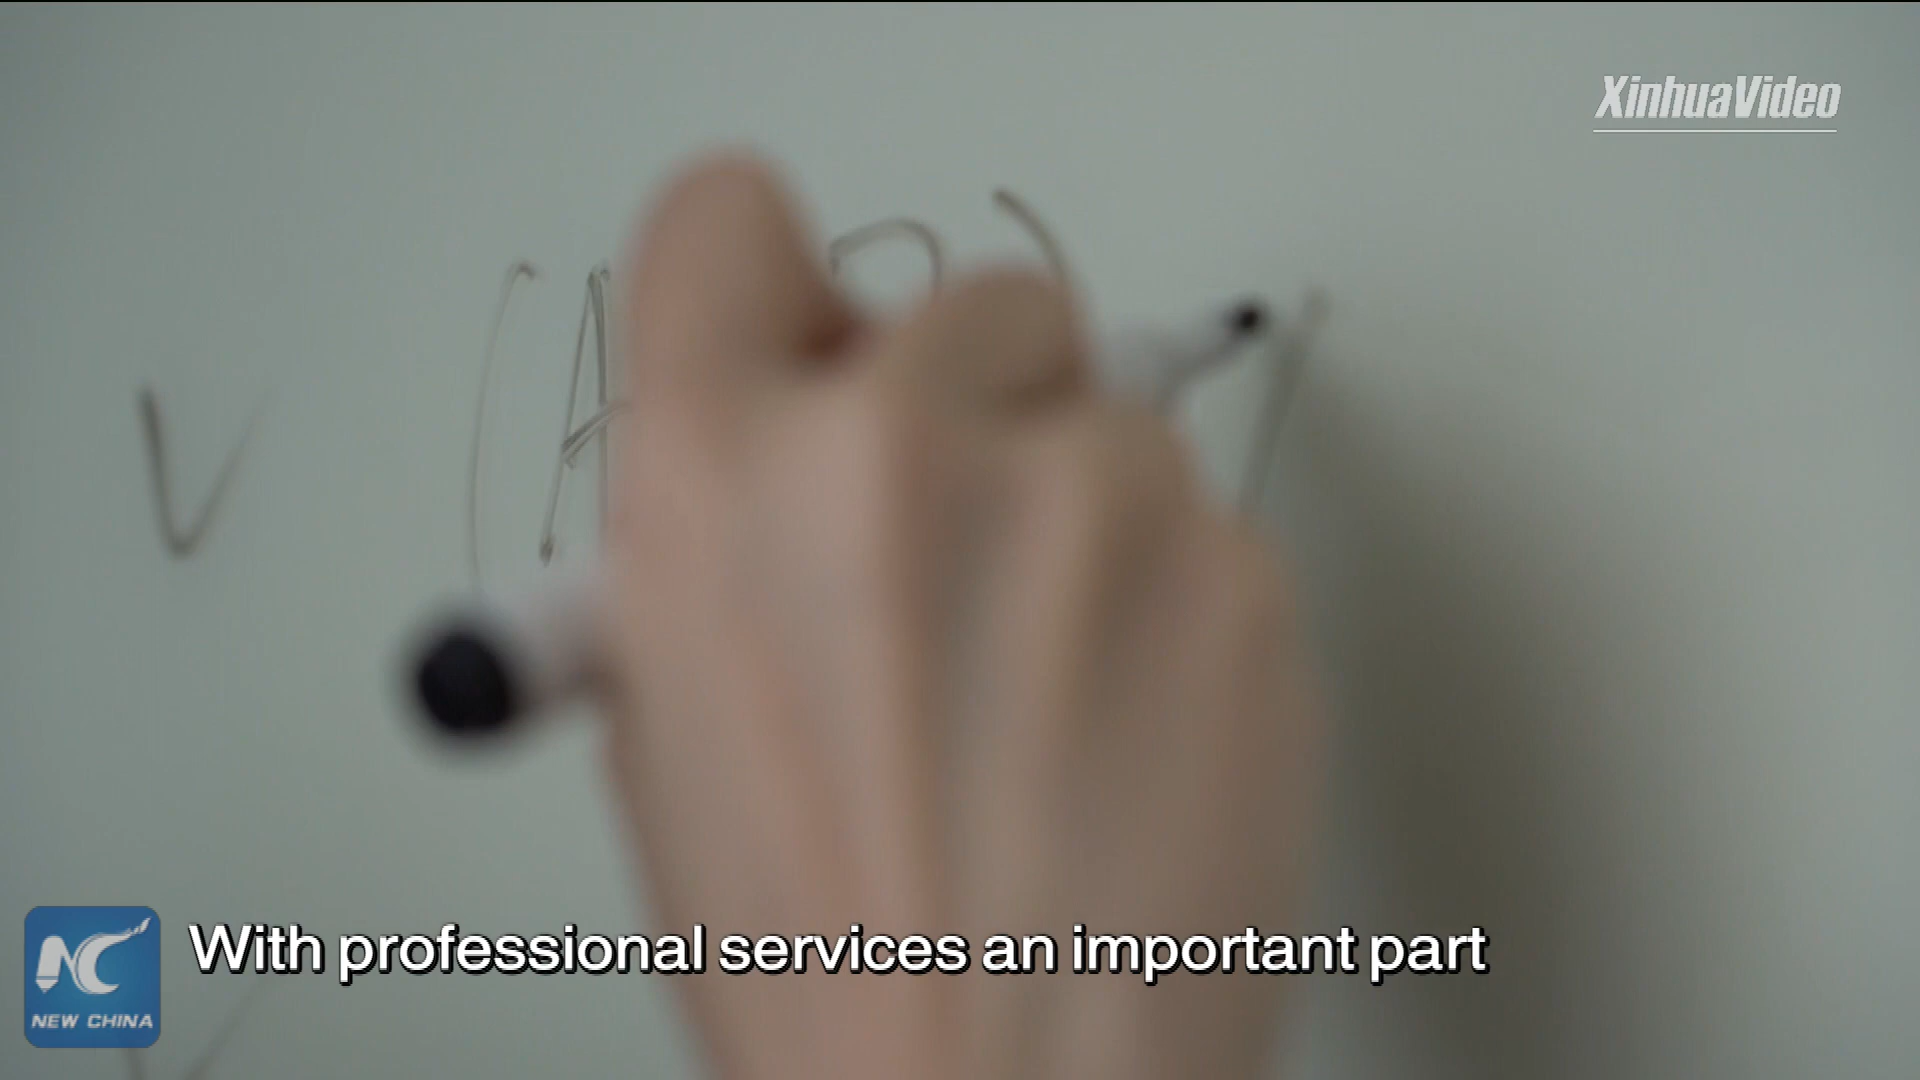 XinhuaVideo
V (A
With professional services an important part
NEW CHINA